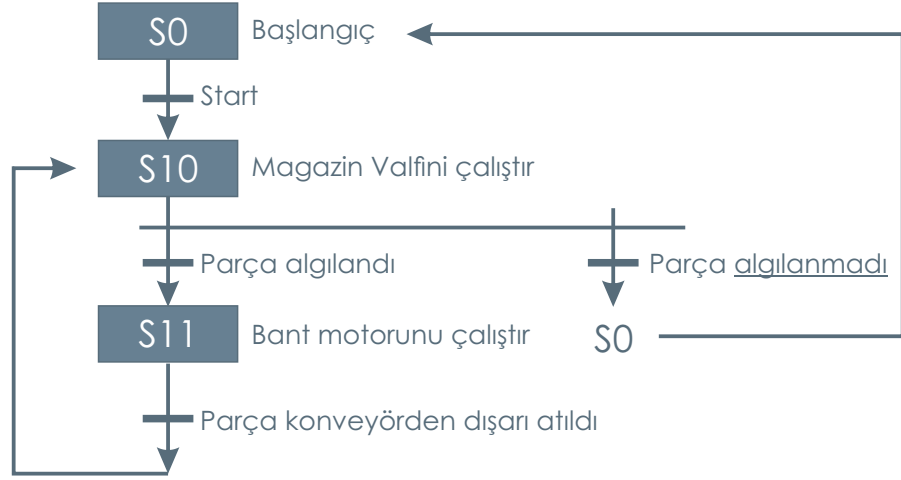 S0 Başlangıç
Start
S10 Magazin Valfini çalıştır
Parça algılandı
Parça algılanmadı
S11 Bant motorunu çalıştır
S0
Parça konveyörden dışarı atıldı